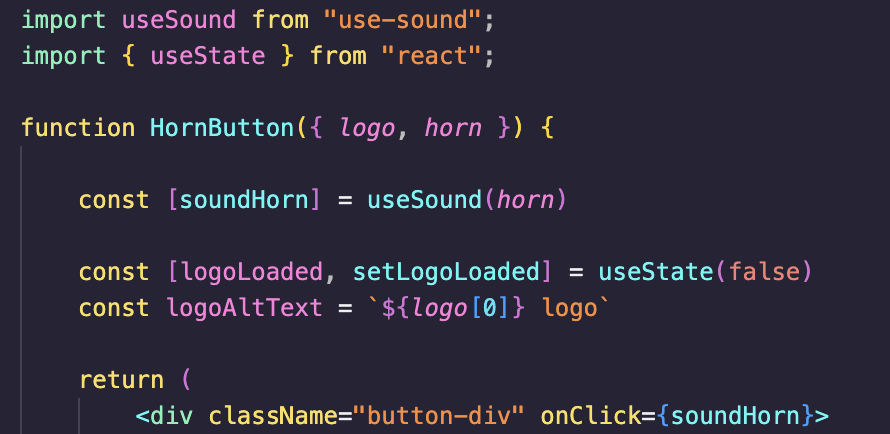 import useSound from "use-sound";
import { useState } from "react";
function HornButton({ logo, horn }) {
const [soundHorn] = useSound(horn)
const [logoLoaded, setLogoLoaded] = useState(false)
const logoAltText = `${logo[0]} logo`
return (
<div className="button-div" onClick={soundHorn}>